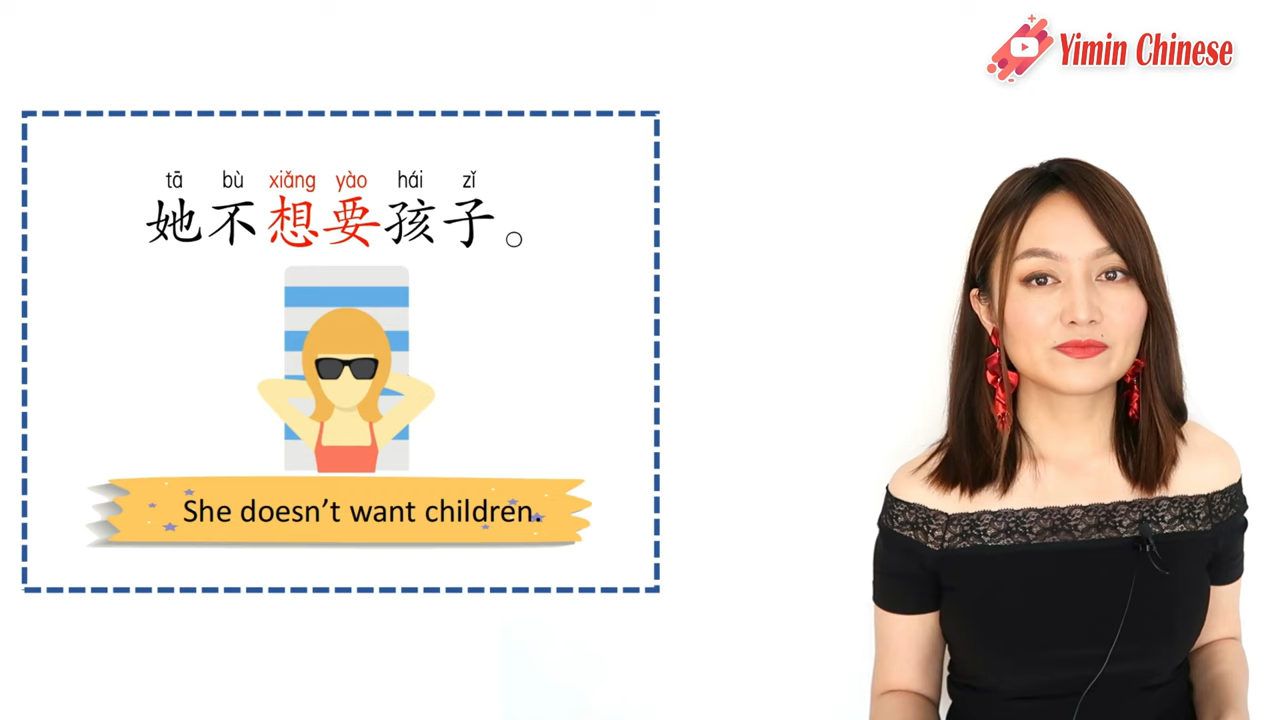 Yimin Chinese
tā bù xiǎng yào hái zǐ
她不想要孩子。
She doesn't want children.